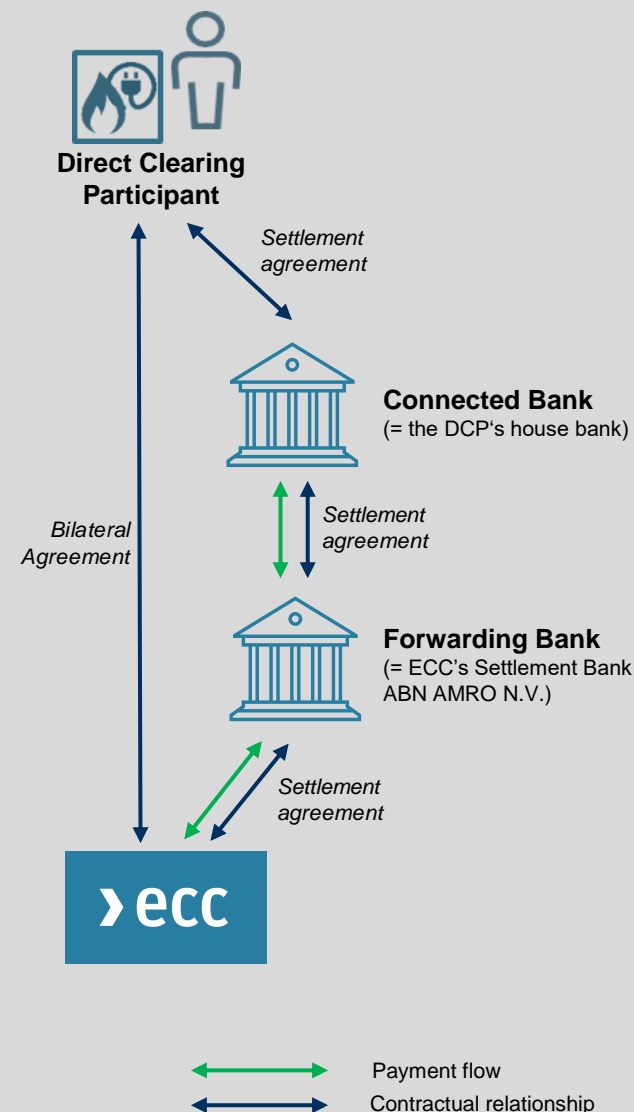 Direct Clearing
Participant
Settlement
agreement
Connected Bank
(= the DCP‘s house bank)
Bilateral
Agreement
Settlement
agreement
Forwarding Bank
(= ECC’s Settlement Bank
ABN AMRO N.V.)
Settlement
agreement
ecc
Payment flow
Contractual relationship